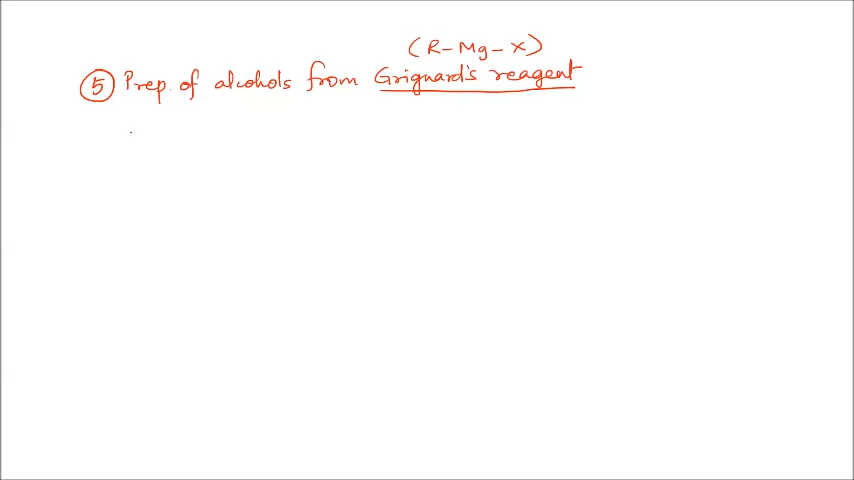 (R-Mg-X)
⑤ Prep. of alcohols from Grignard's reagent